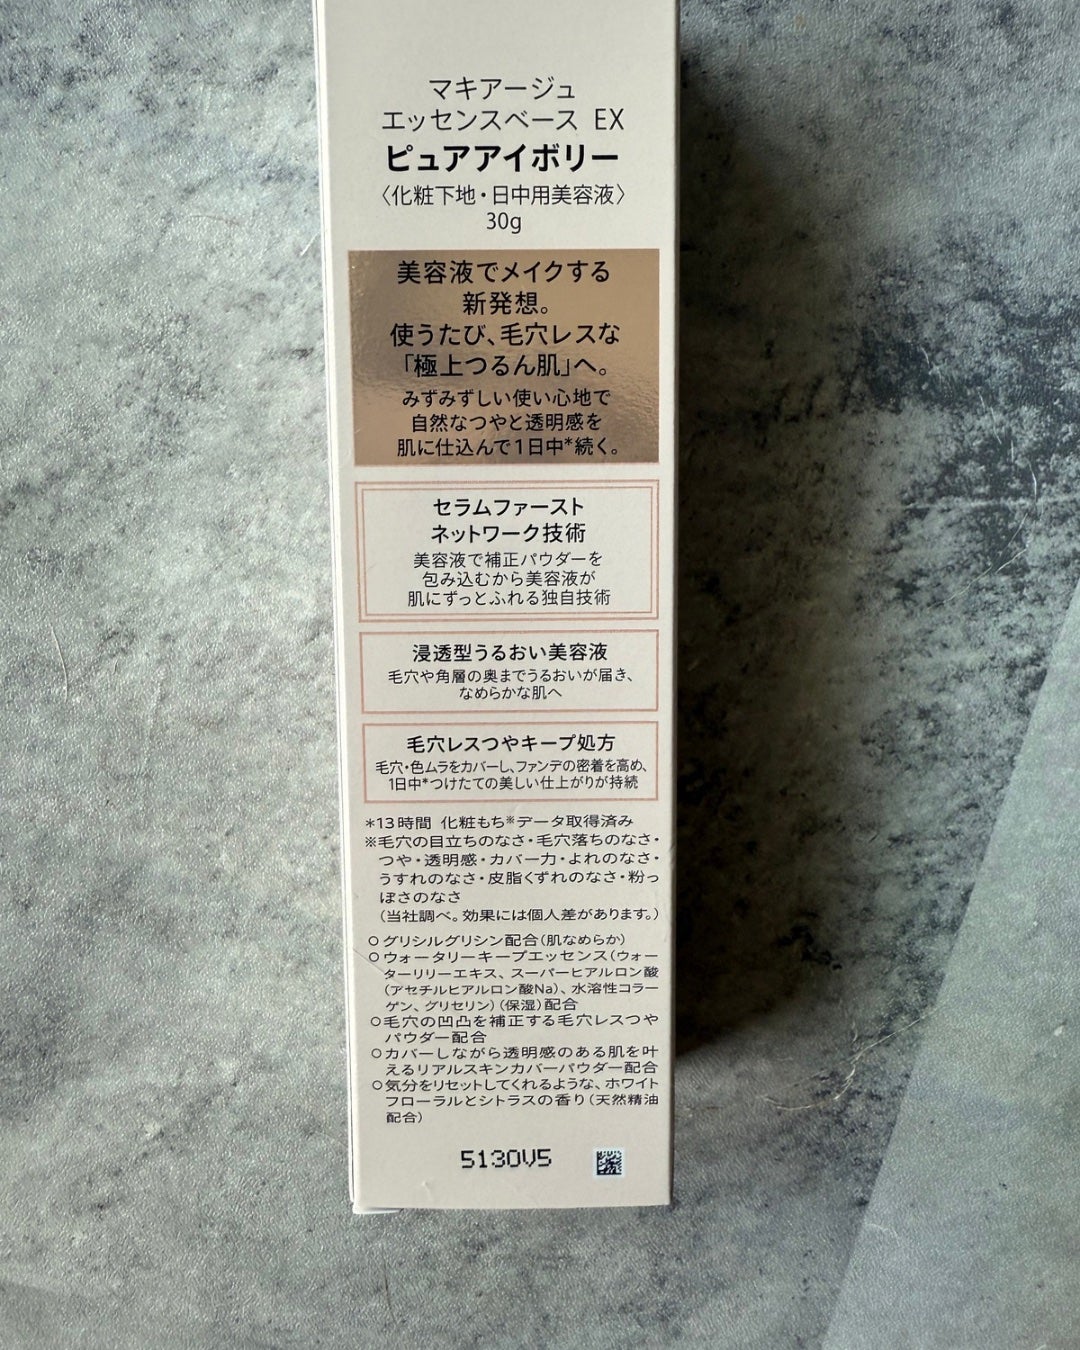 マキアージュ
エッセンスベース EX
ピュアアイボリー
〈化粧下地・日中用美容液〉
30g
美容液でメイクする
新発想。
使うたび、毛穴レスな
「極上つるん肌」へ。
みずみずしい使い心地で
自然なつやと透明感を
肌に仕込んで1日中*続く。
セラムファースト
ネットワーク技術
美容液で補正パウダーを
包み込むから美容液が
肌にずっとふれる独自技術
浸透型うるおい美容液
毛穴や角層の奥までうるおいが届き、
なめらかな肌へ
毛穴レスつやキープ処方
毛穴・色ムラをカバーし、ファンデの密着を高め、
1日中*つけたての美しい仕上がりが持続
*13時間 化粧もち※データ取得済み
※毛穴の目立ちのなさ・毛穴落ちのなさ・
つや・透明感・カバー力・よれのなさ・
うすれのなさ・皮脂くずれのなさ・粉っ
ぽさのなさ
(当社調べ。効果には個人差があります。)
○グリシルグリシン配合(肌なめらか)
○ウォータリーキープエッセンス(ウォー
ターリリーエキス、スーパーヒアルロン酸
(アセチルヒアルロン酸Na)、水溶性コラー
ゲン、グリセリン)(保湿)配合
○毛穴の凹凸を補正する毛穴レスつや
パウダー配合
○カバーしながら透明感のある肌を叶
えるリアルスキンカバーパウダー配合
○気分をリセットしてくれるような、ホワイト
フローラルとシトラスの香り(天然精油
配合)
5130V5